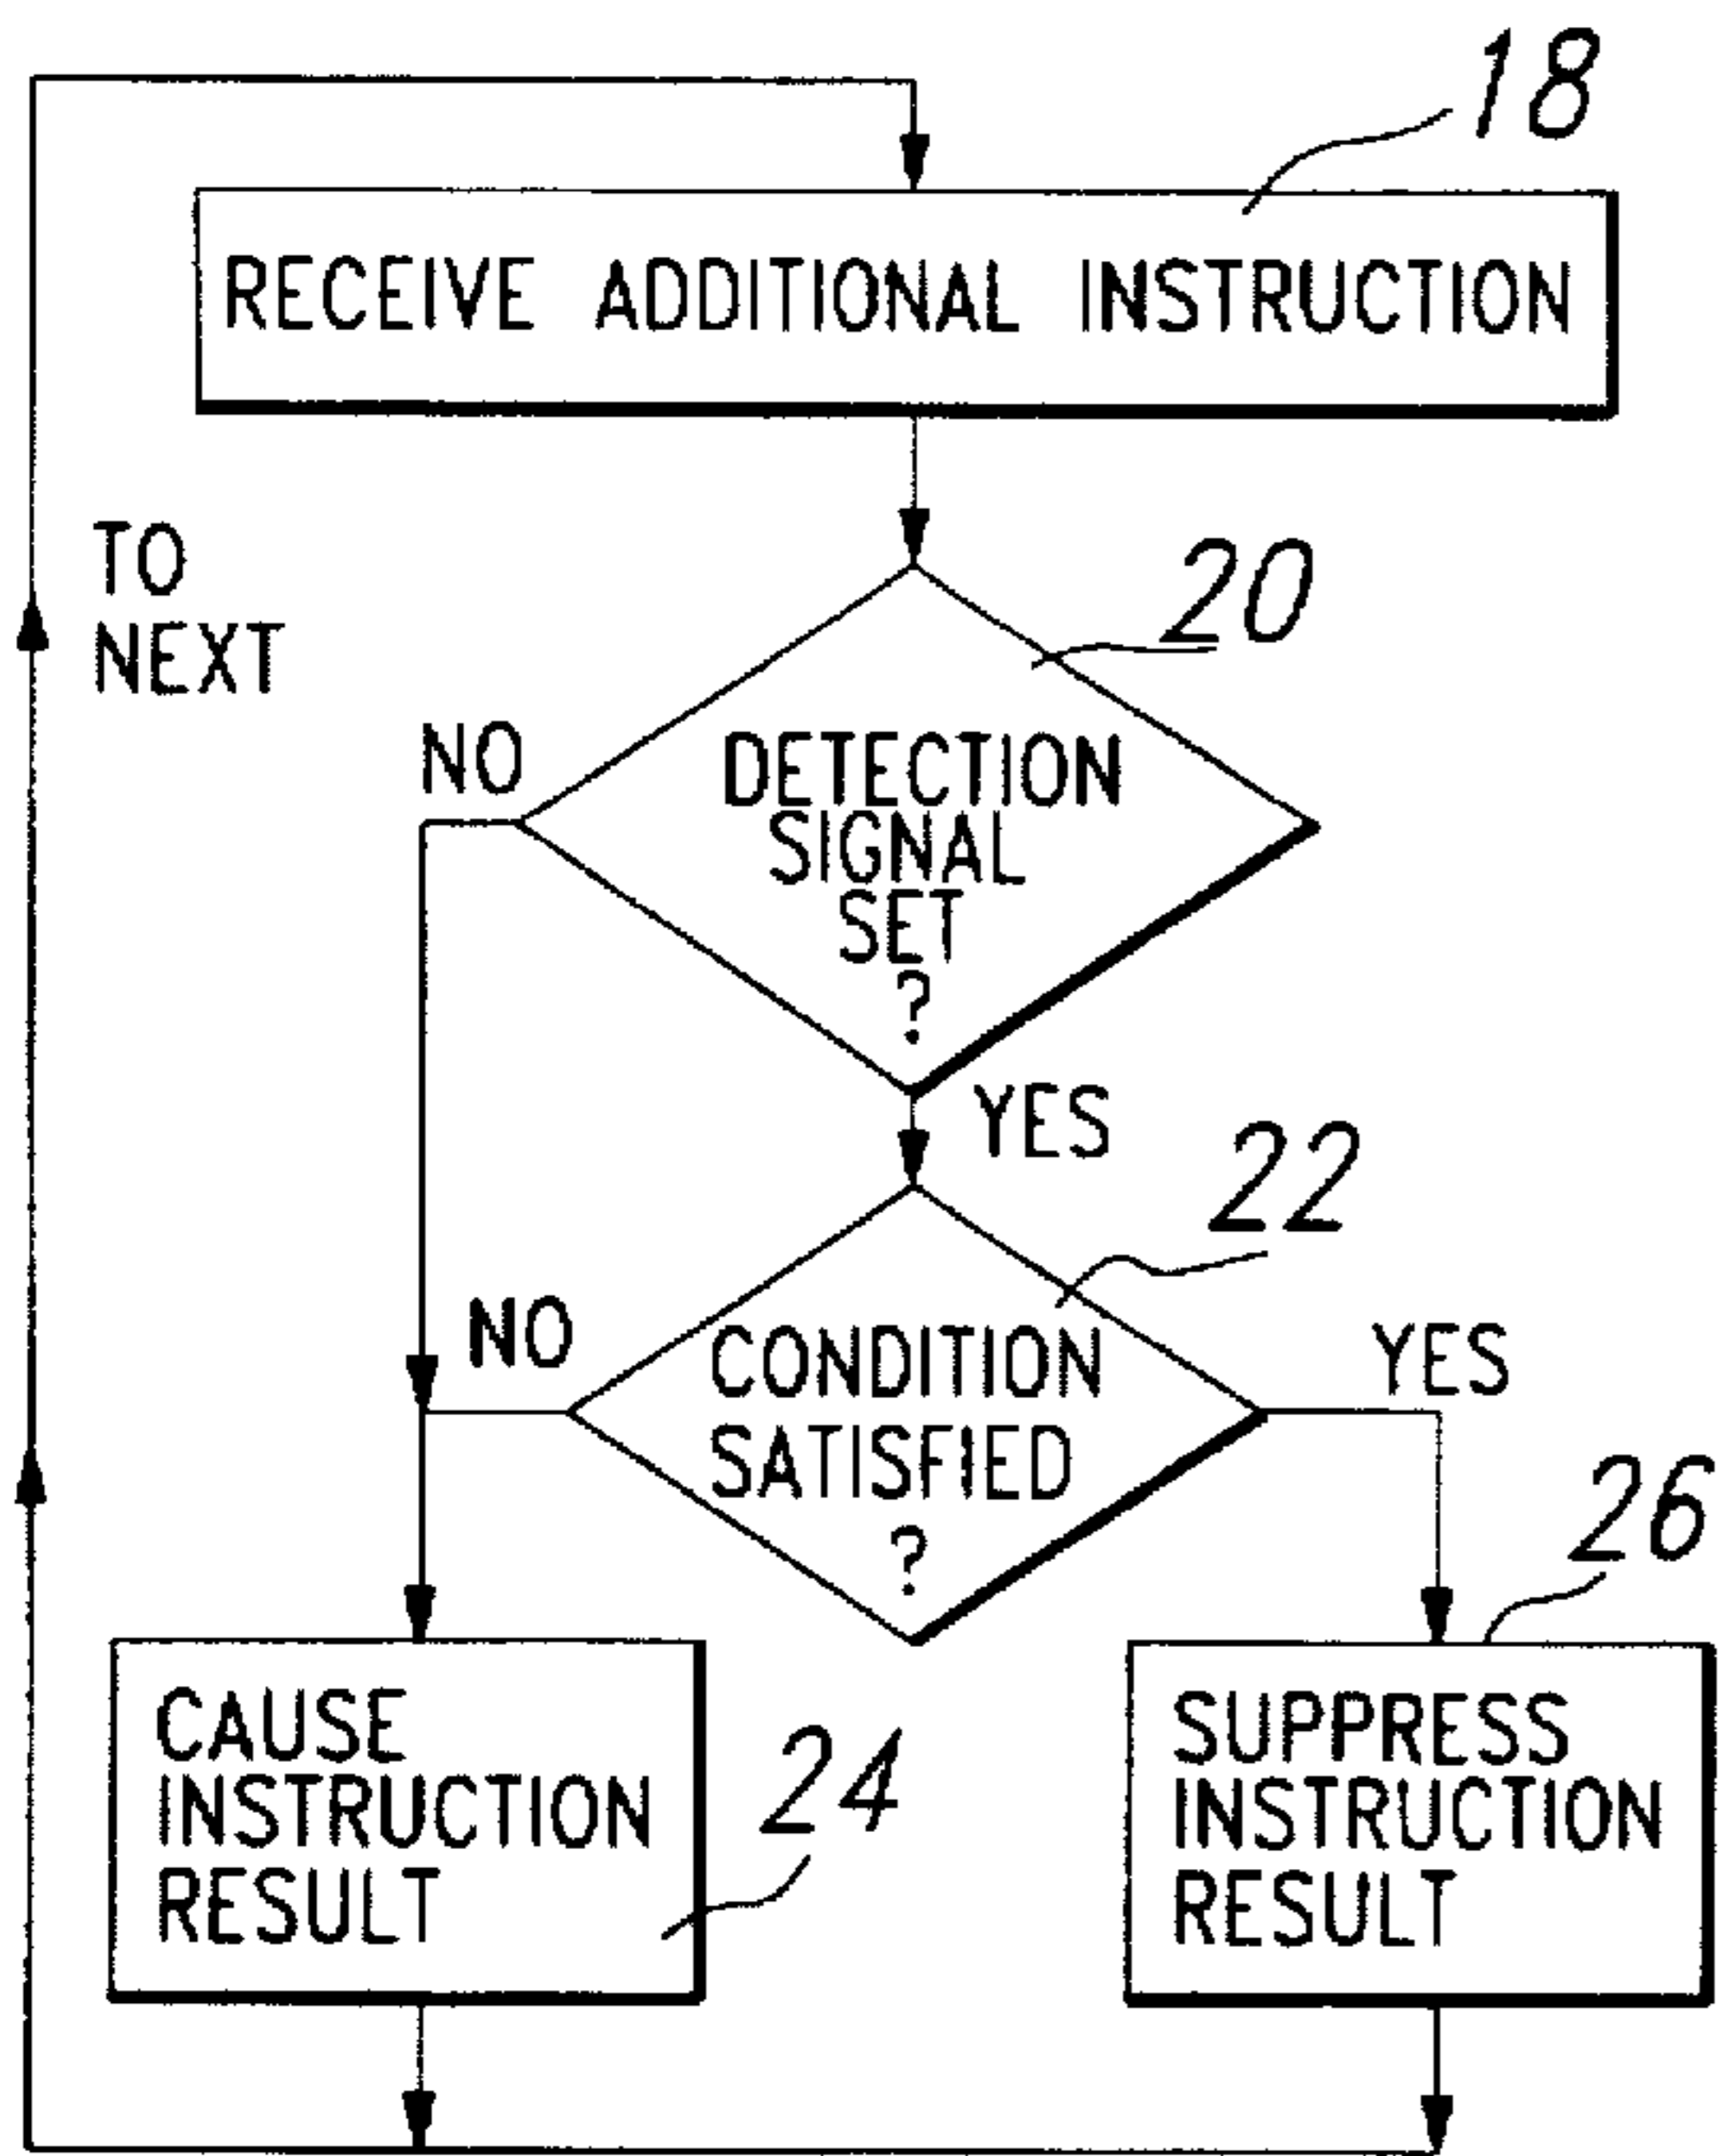 18
RECEIVE ADDITIONAL INSTRUCTION
TO
NEXT
20
NO
DETECTION
SIGNAL
SET
?
YES
22
NO
CONDITION
SATISFIED
?
YES
26
CAUSE
INSTRUCTION
RESULT
24
SUPPRESS
INSTRUCTION
RESULT